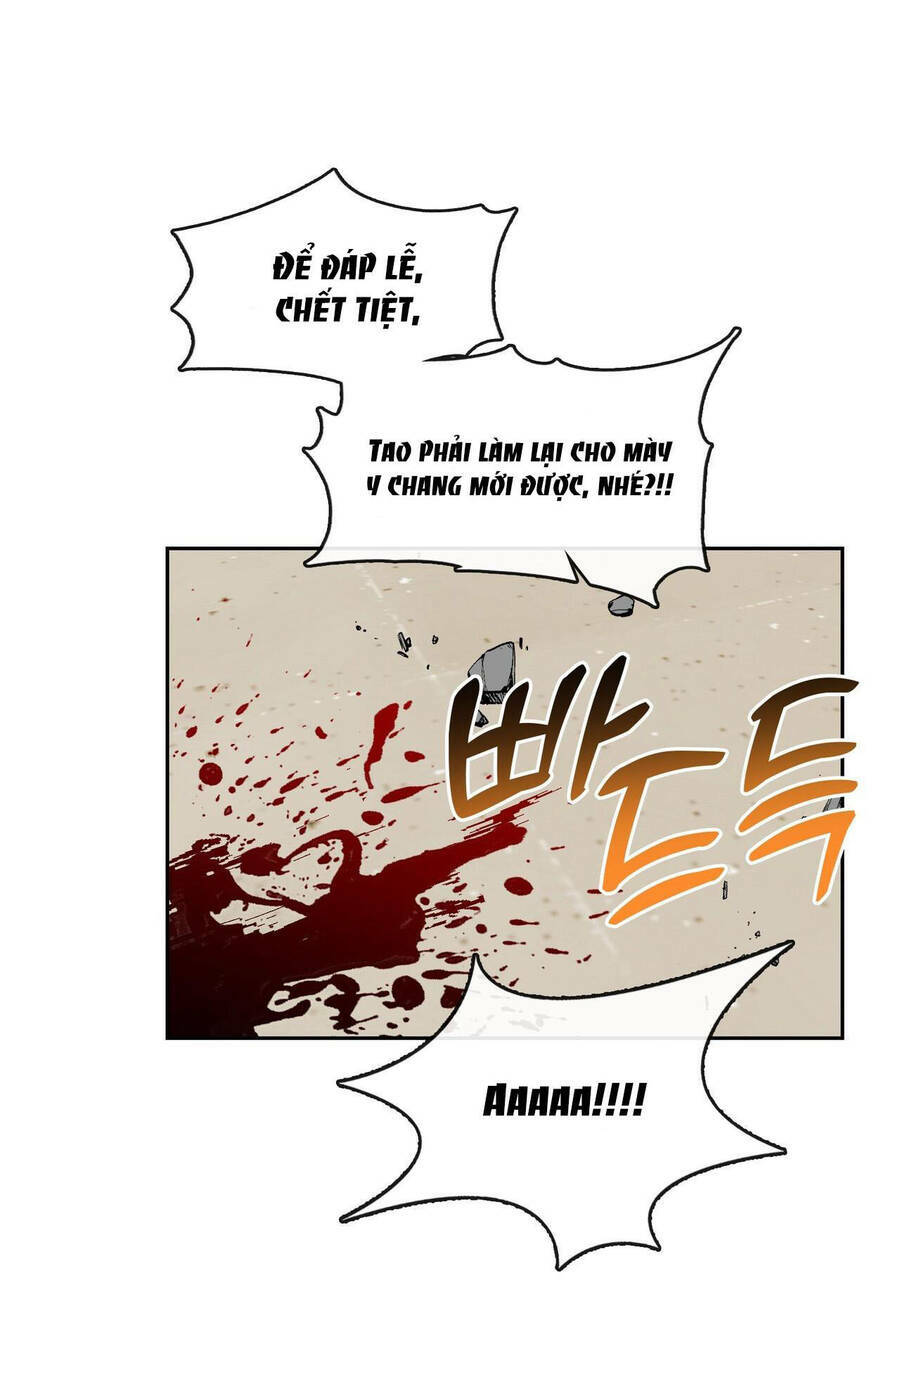 ĐỂ ĐÁP LỄ,
CHẾT TIỆT,
TAO PHẢI LÀM LẠI CHO MÀY
Y CHANG MỚI ĐƯỢC, NHÉ?!!
빠드득
AAAAA!!!!